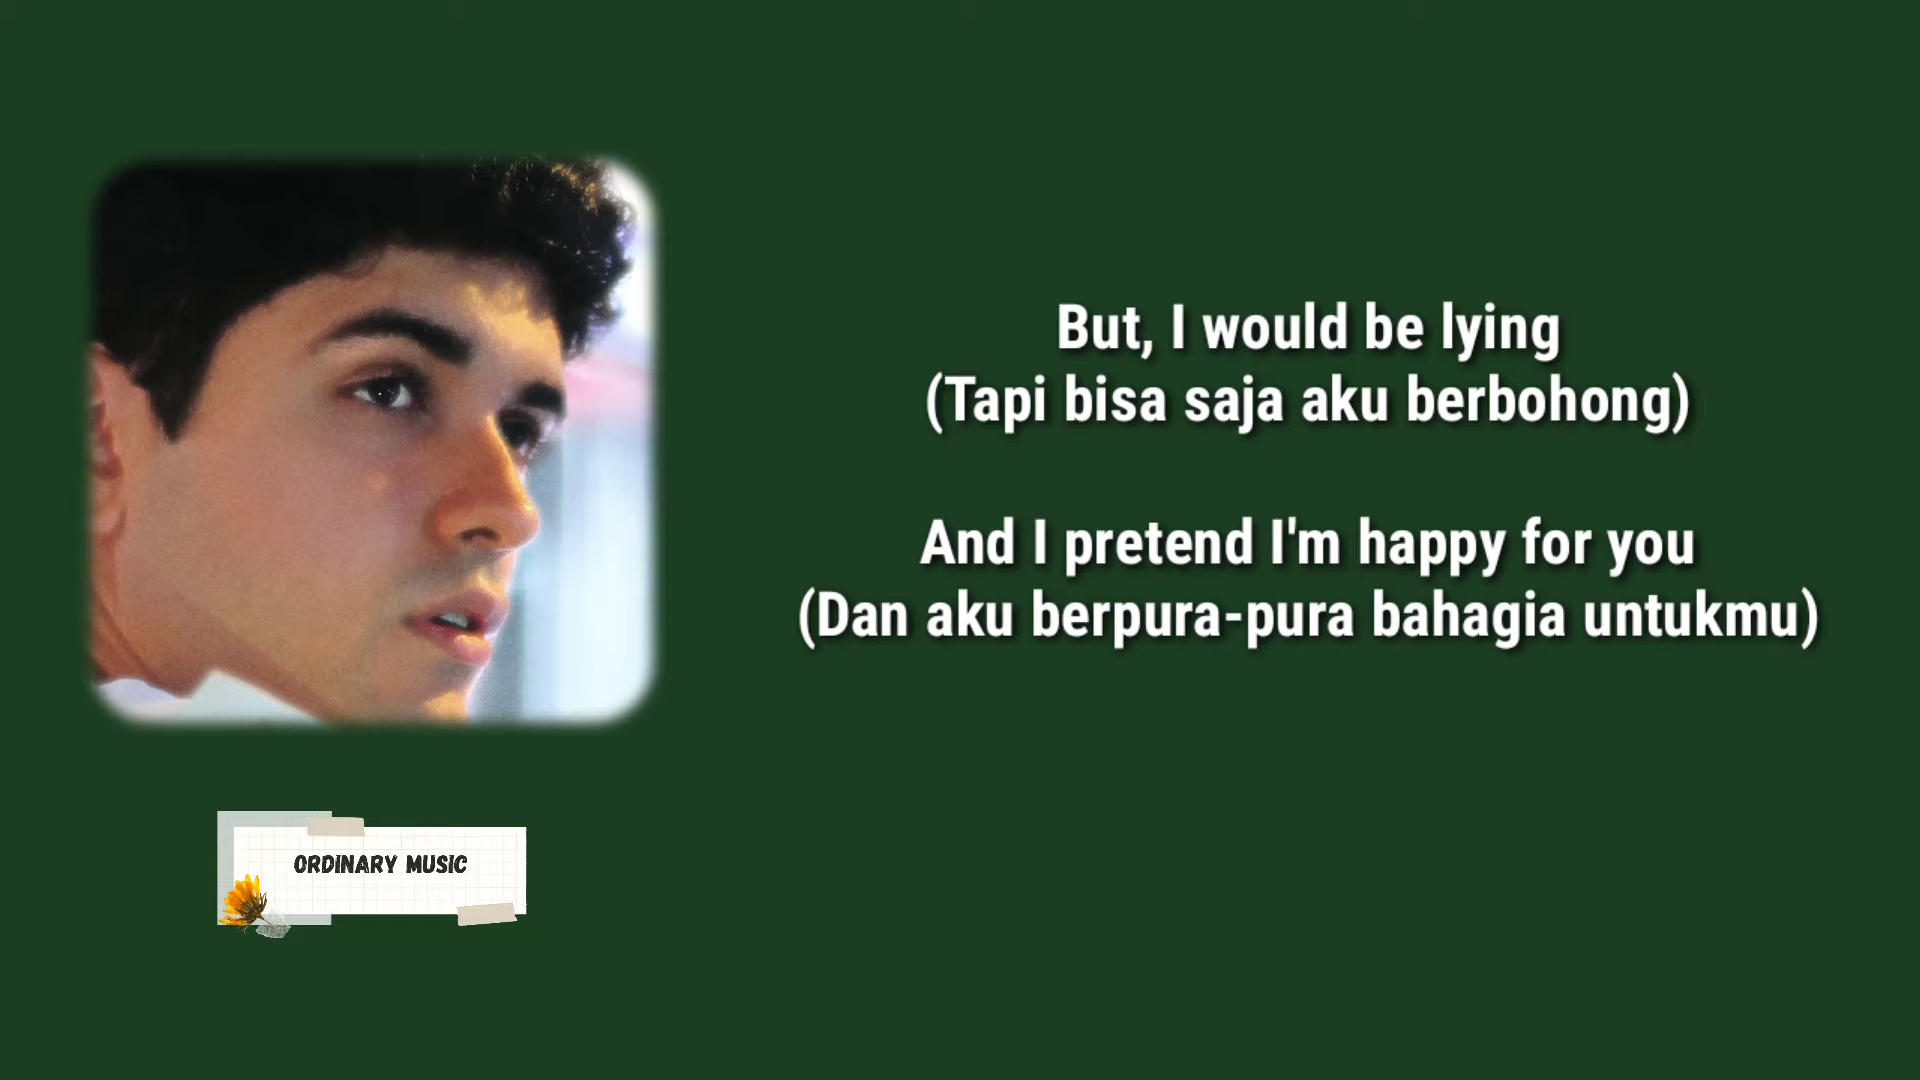 But, I would be lying
(Tapi bisa saja aku berbohong)
And I pretend I'm happy for you
(Dan aku berpura-pura bahagia untukmu)
ORDINARY MUSIC